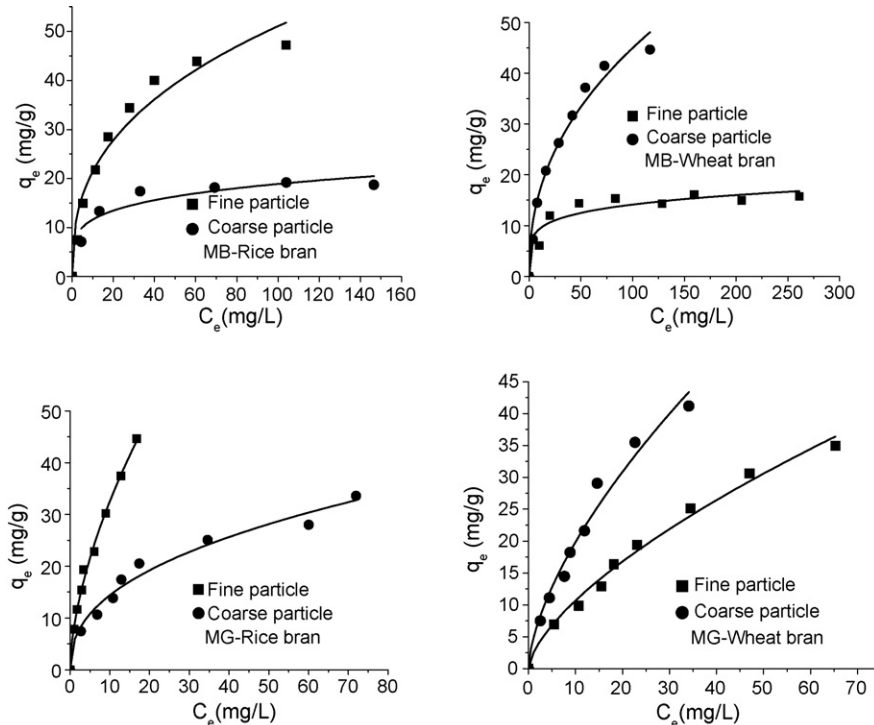 50
40
30
20
10
0
q_e (mg/g)
Fine particle
Coarse particle
MB-Rice bran
0 20 40 60 80 100 120 140 160
C_e(mg/L)
50
40
30
20
10
0
q_e (mg/g)
Fine particle
Coarse particle
MB-Wheat bran
0 50 100 150 200 250 300
C_e(mg/L)
50
40
30
20
10
0
q_e (mg/g)
Fine particle
Coarse particle
MG-Rice bran
0 10 20 30 40 50 60 70 80
C_e(mg/L)
45
40
35
30
25
20
15
10
5
0
q_e (mg/g)
Fine particle
Coarse particle
MG-Wheat bran
0 10 20 30 40 50 60 70
C_e(mg/L)